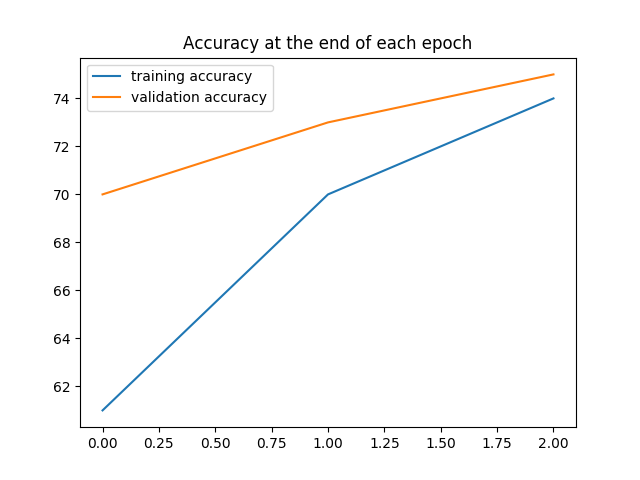 Accuracy at the end of each epoch
training accuracy
validation accuracy
74
72
70
68
66
64
62
0.00 0.25 0.50 0.75 1.00 1.25 1.50 1.75 2.00